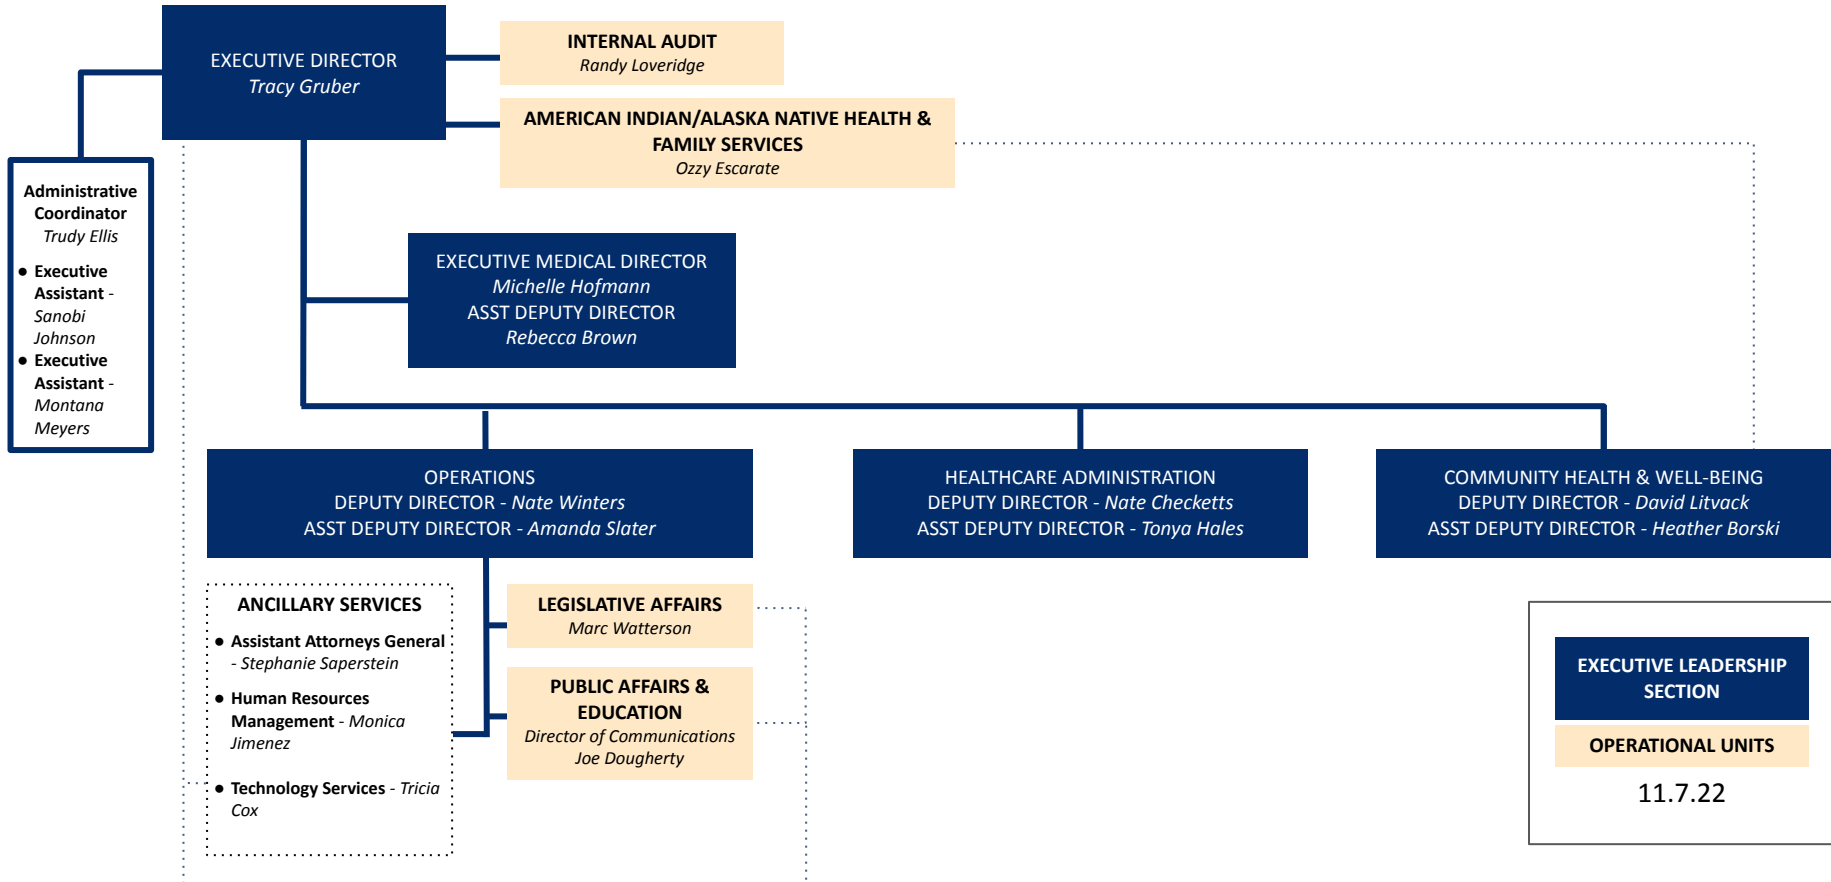 EXECUTIVE DIRECTOR
Tracy Gruber
INTERNAL AUDIT
Randy Loveridge
AMERICAN INDIAN/ALASKA NATIVE HEALTH &
FAMILY SERVICES
Ozzy Escarate
Administrative
Coordinator
Trudy Ellis
● Executive
Assistant -
Sanobi
Johnson
● Executive
Assistant -
Montana
Meyers
EXECUTIVE MEDICAL DIRECTOR
Michelle Hofmann
ASST DEPUTY DIRECTOR
Rebecca Brown
OPERATIONS
DEPUTY DIRECTOR - Nate Winters
ASST DEPUTY DIRECTOR - Amanda Slater
HEALTHCARE ADMINISTRATION
DEPUTY DIRECTOR - Nate Checketts
ASST DEPUTY DIRECTOR - Tonya Hales
COMMUNITY HEALTH & WELL-BEING
DEPUTY DIRECTOR - David Litvack
ASST DEPUTY DIRECTOR - Heather Borski
ANCILLARY SERVICES
● Assistant Attorneys General
- Stephanie Saperstein
● Human Resources
Management - Monica
Jimenez
● Technology Services - Tricia
Cox
LEGISLATIVE AFFAIRS
Marc Watterson
PUBLIC AFFAIRS &
EDUCATION
Director of Communications
Joe Dougherty
EXECUTIVE LEADERSHIP
SECTION
OPERATIONAL UNITS
11.7.22